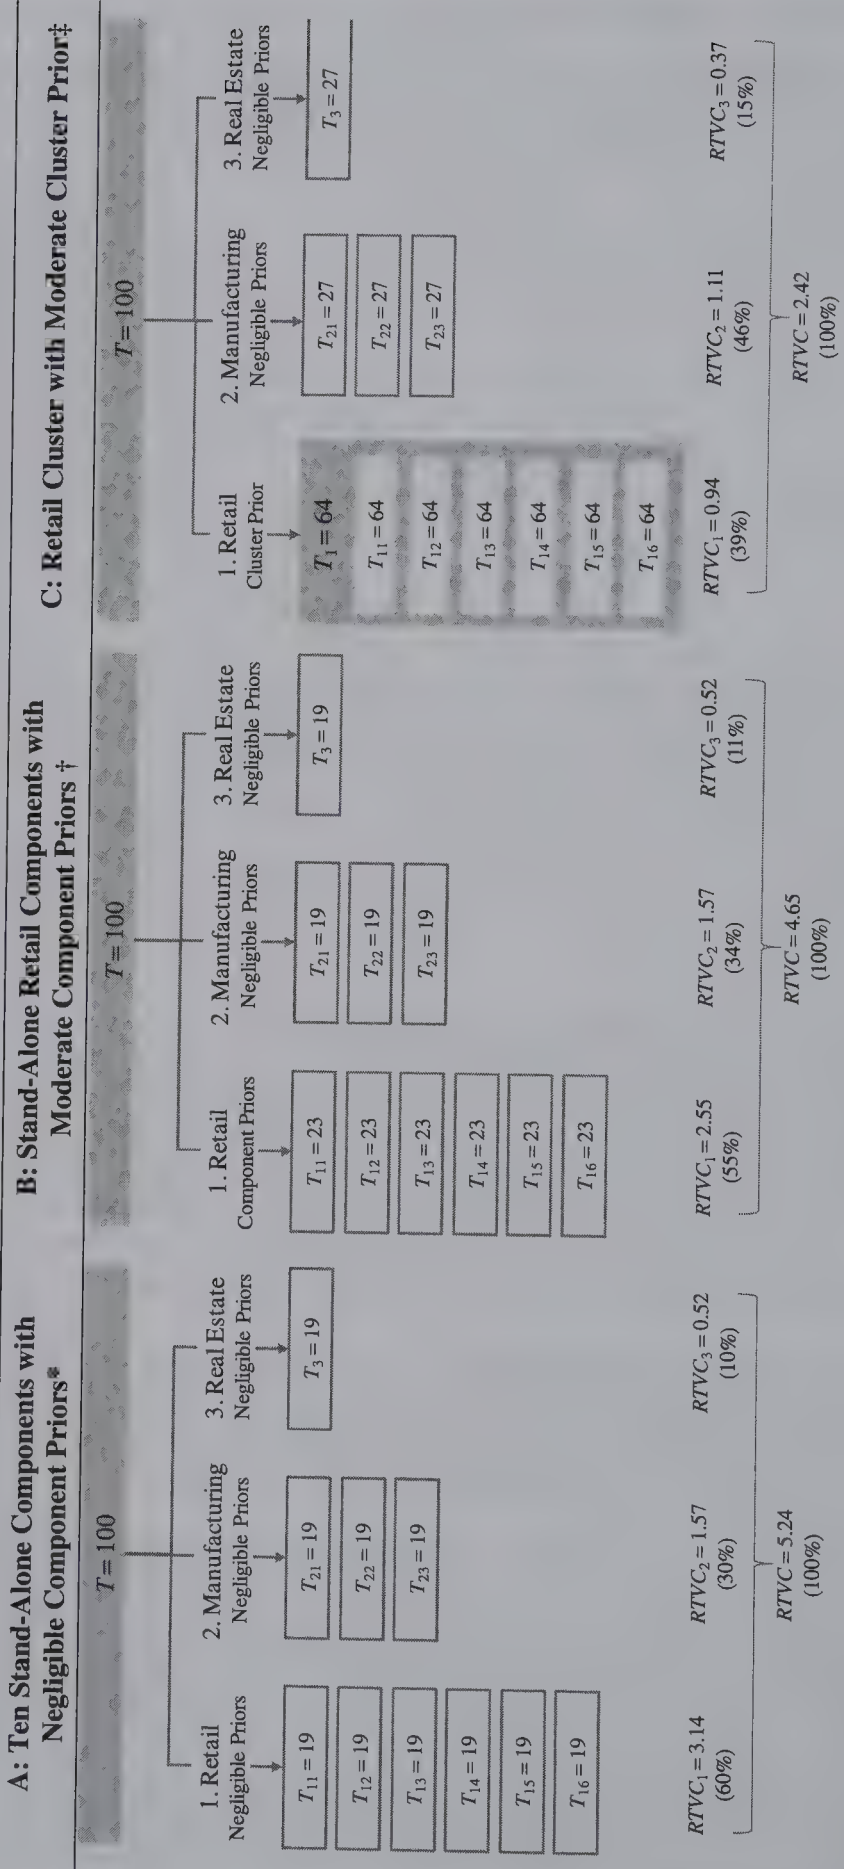 A: Ten Stand-Alone Components with
Negligible Component Priors*
T = 100
1. Retail
Negligible Priors
T₁₁ = 19
T₁₂ = 19
T₁₃ = 19
T₁₄ = 19
T₁₅ = 19
T₁₆ = 19
2. Manufacturing
Negligible Priors
T₂₁ = 19
T₂₂ = 19
T₂₃ = 19
3. Real Estate
Negligible Priors
T₃ = 19
RTVC₁ = 3.14
(60%)
RTVC₂ = 1.57
(30%)
RTVC₃ = 0.52
(10%)
RTVC = 5.24
(100%)
B: Stand-Alone Retail Components with
Moderate Component Priors †
T = 100
1. Retail
Component Priors
T₁₁ = 23
T₁₂ = 23
T₁₃ = 23
T₁₄ = 23
T₁₅ = 23
T₁₆ = 23
2. Manufacturing
Negligible Priors
T₂₁ = 19
T₂₂ = 19
T₂₃ = 19
3. Real Estate
Negligible Priors
T₃ = 19
RTVC₁ = 2.55
(55%)
RTVC₂ = 1.57
(34%)
RTVC₃ = 0.52
(11%)
RTVC = 4.65
(100%)
C: Retail Cluster with Moderate Cluster Prior‡
T = 100
1. Retail
Cluster Prior
T₁ = 64
T₁₁ = 64
T₁₂ = 64
T₁₃ = 64
T₁₄ = 64
T₁₅ = 64
T₁₆ = 64
2. Manufacturing
Negligible Priors
T₂₁ = 27
T₂₂ = 27
T₂₃ = 27
3. Real Estate
Negligible Priors
T₃ = 27
RTVC₁ = 0.94
(39%)
RTVC₂ = 1.11
(46%)
RTVC₃ = 0.37
(15%)
RTVC = 2.42
(100%)